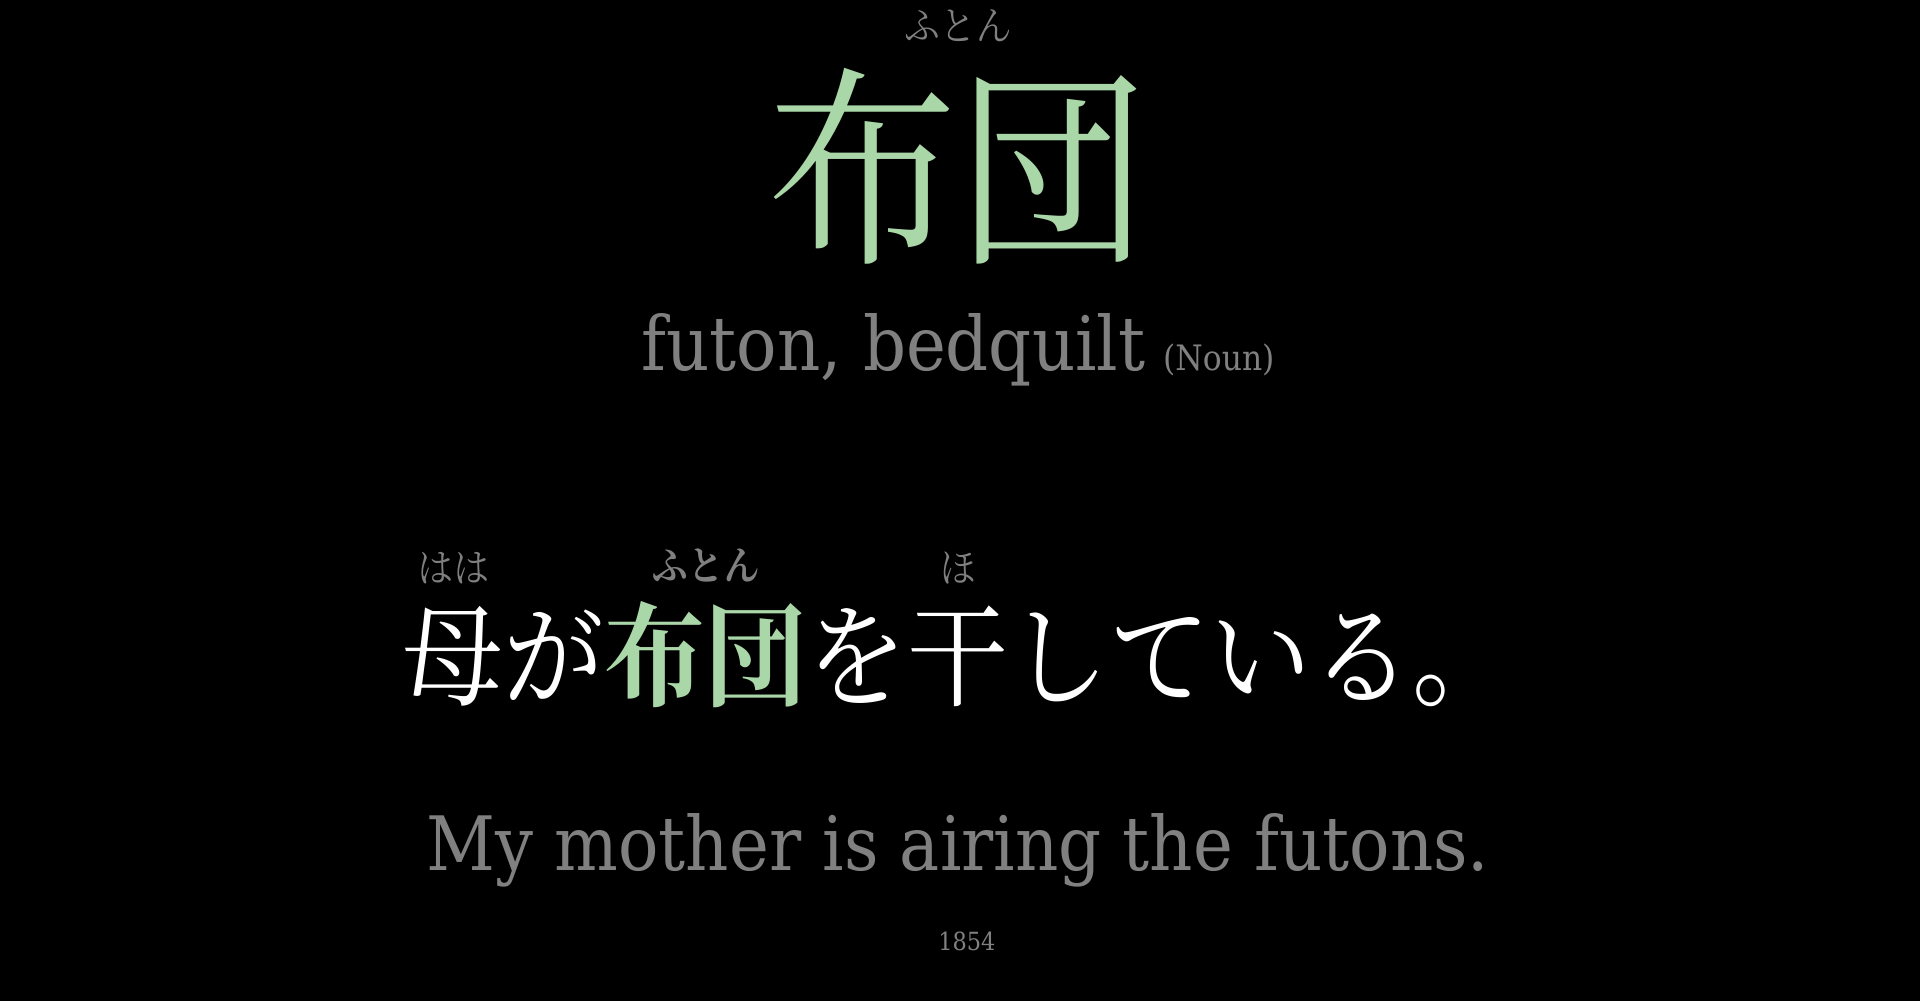 ふとん
布団
futon, bedquilt (Noun)
はは ふとん ほ
母が布団を干している。
My mother is airing the futons.
1854